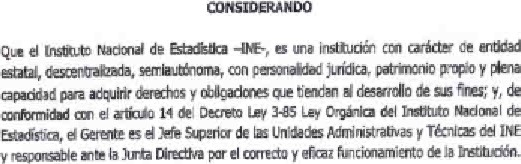 CONSIDERANDO
Que el Instituto Nacional de Estadística –INE-, es una institución con carácter de entidad
estatal, descentralizada, semiautónoma, con personalidad jurídica, patrimonio propio y plena
capacidad para adquirir derechos y obligaciones que tiendan al desarrollo de sus fines; y, de
conformidad con el artículo 14 del Decreto Ley 3-85 Ley Orgánica del Instituto Nacional de
Estadística, el Gerente es el Jefe Superior de las Unidades Administrativas y Técnicas del INE
y responsable ante la Junta Directiva por el correcto y eficaz funcionamiento de la Institución.